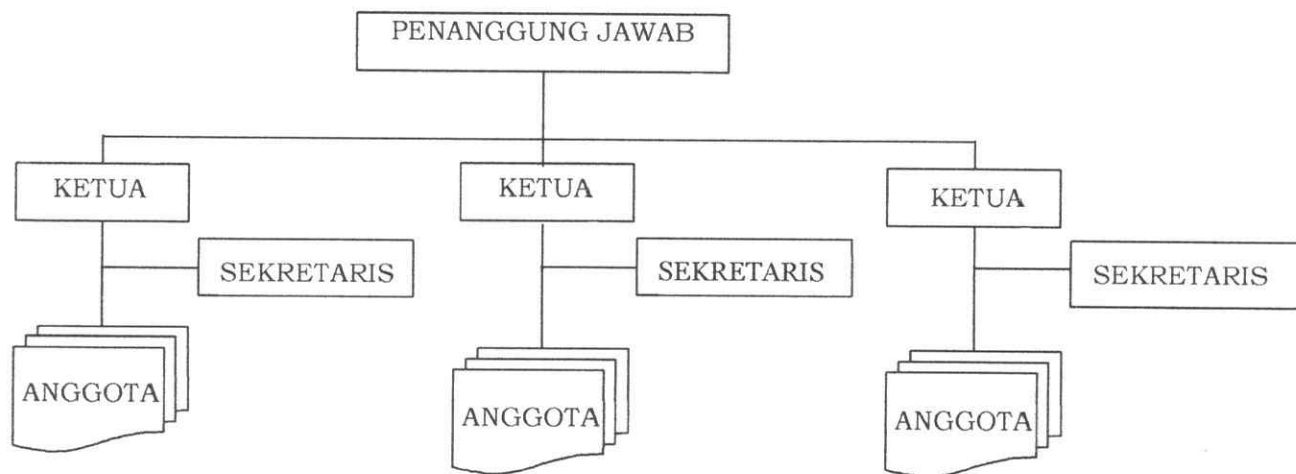 PENANGGUNG JAWAB
KETUA
KETUA
KETUA
SEKRETARIS
SEKRETARIS
SEKRETARIS
ANGGOTA
ANGGOTA
ANGGOTA